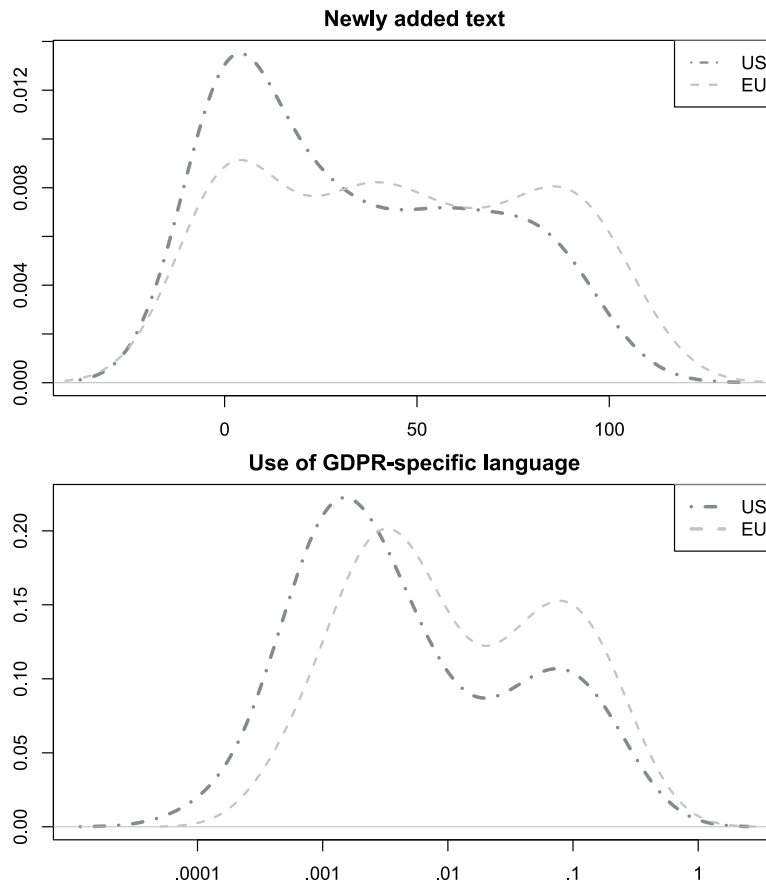 Newly added text
US
EU
0.012
0.008
0.004
0.000
0 50 100
Use of GDPR-specific language
US
EU
0.20
0.15
0.10
0.05
0.00
.0001 .001 .01 .1 1